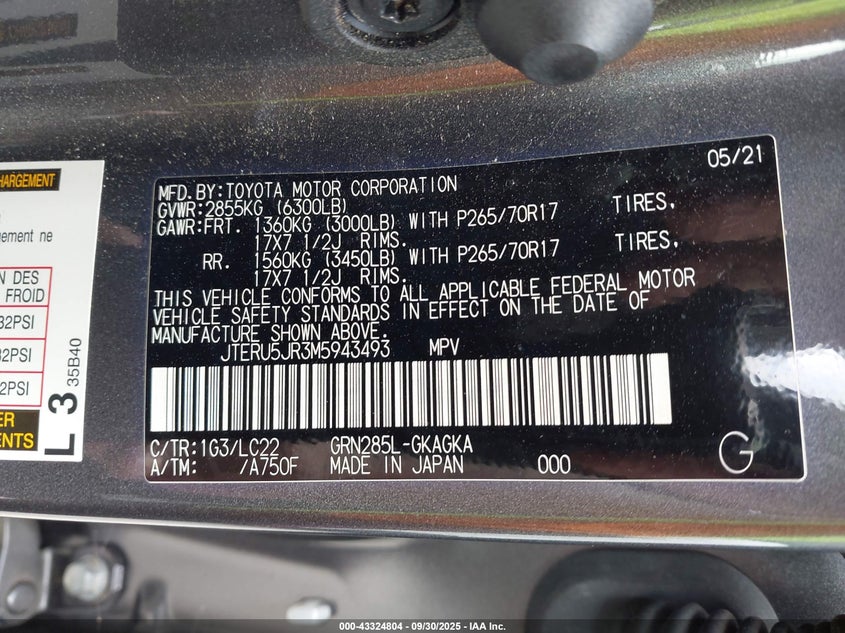 MFD.BY:TOYOTA MOTOR CORPORATION 05/21
GVWR:2855KG (6300LB)
GAWR:FRT. 1360KG (3000LB) WITH P265/70R17 TIRES,
17X7 1/2J RIMS.
RR. 1560KG (3450LB) WITH P265/70R17 TIRES,
17X7 1/2J RIMS.
THIS VEHICLE CONFORMS TO ALL APPLICABLE FEDERAL MOTOR
VEHICLE SAFETY STANDARDS IN EFFECT ON THE DATE OF
MANUFACTURE SHOWN ABOVE.
JTERU5JR3M5943493 MPV
C/TR:1G3/LC22 GRN285L-GKAGKA
A/TM: /A750F MADE IN JAPAN 000 G
HARGEMENT
gement ne
N DES
FROID
32PSI
32PSI
2PSI
ER
ENTS
L 3 35B40
000-43324804 - 09/30/2025 - IAA Inc.